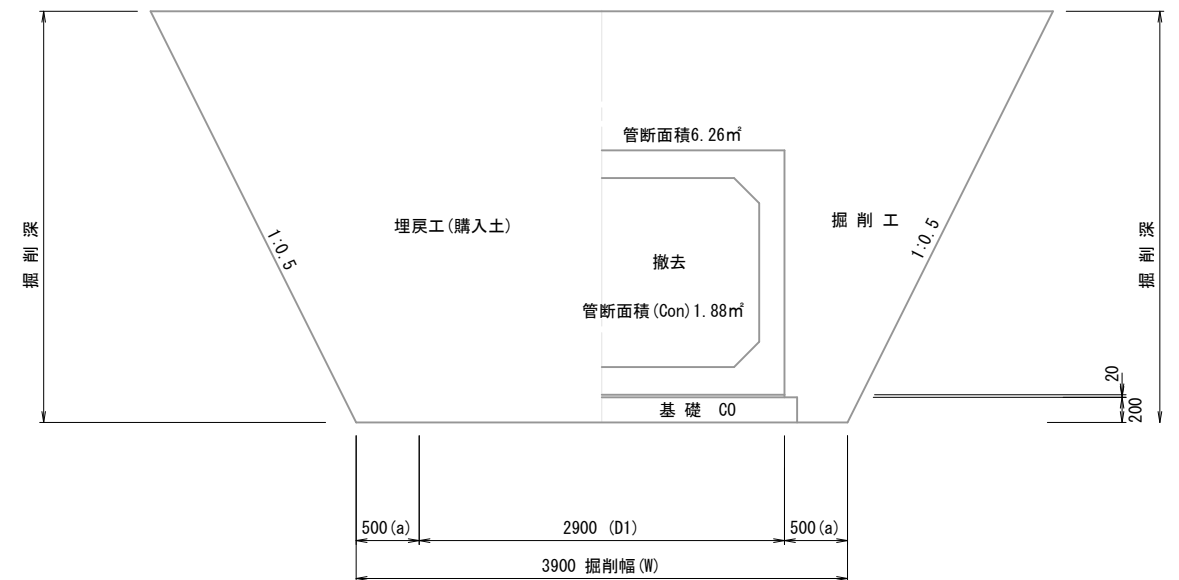 管断面積6.26㎡
埋戻工(購入土)
掘 削 工
掘 削 深
1:0.5
撤去
1:0.5
掘 削 深
管断面積(Con)1.88㎡
20
基 礎 CO
200
500(a)
2900 (D1)
500(a)
3900 掘削幅(W)